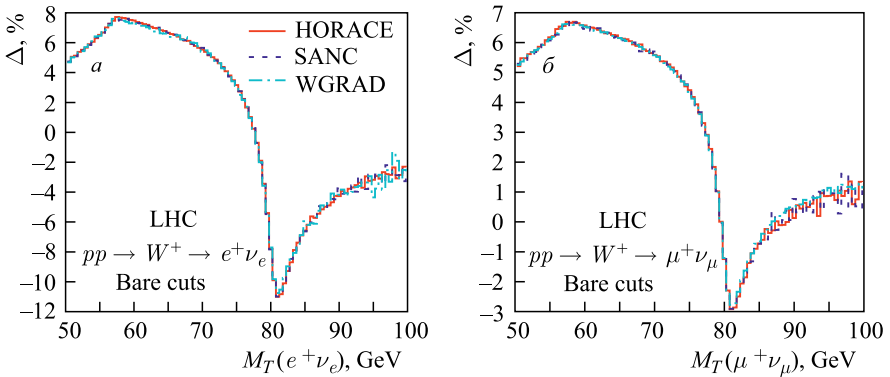 Δ, %
8
6
4
2
0
–2
–4
–6
–8
–10
–12
а
HORACE
SANC
WGRAD
LHC
pp → W⁺ → e⁺νₑ
Bare cuts
50 60 70 80 90 100
M_T(e⁺νₑ), GeV
Δ, %
7
6
5
4
3
2
1
0
–1
–2
3
б
LHC
pp → W⁺ → μ⁺ν_μ
Bare cuts
50 60 70 80 90 100
M_T(μ⁺ν_μ), GeV